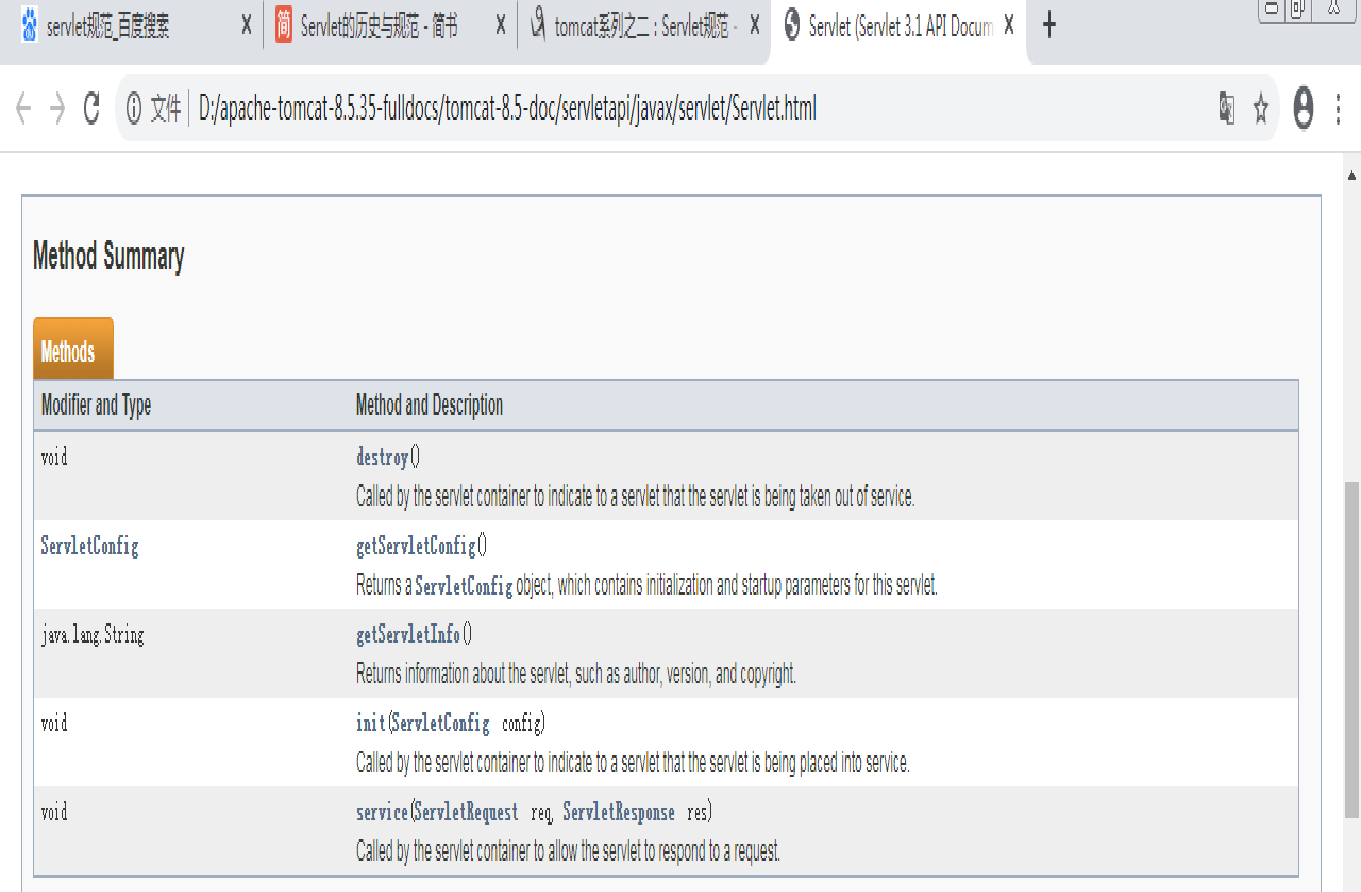 servlet规范_百度搜索
简 Servlet的历史与规范 - 简书
tomcat系列之二 : Servlet规范 -
Servlet (Servlet 3.1 API Docum
文件 D:/apache-tomcat-8.5.35-fulldocs/tomcat-8.5-doc/servletapi/javax/servlet/Servlet.html
Method Summary
Methods
Modifier and Type Method and Description
void destroy()
Called by the servlet container to indicate to a servlet that the servlet is being taken out of service.
ServletConfig getServletConfig()
Returns a ServletConfig object, which contains initialization and startup parameters for this servlet.
java.lang.String getServletInfo()
Returns information about the servlet, such as author, version, and copyright.
void init(ServletConfig config)
Called by the servlet container to indicate to a servlet that the servlet is being placed into service.
void service(ServletRequest req, ServletResponse res)
Called by the servlet container to allow the servlet to respond to a request.